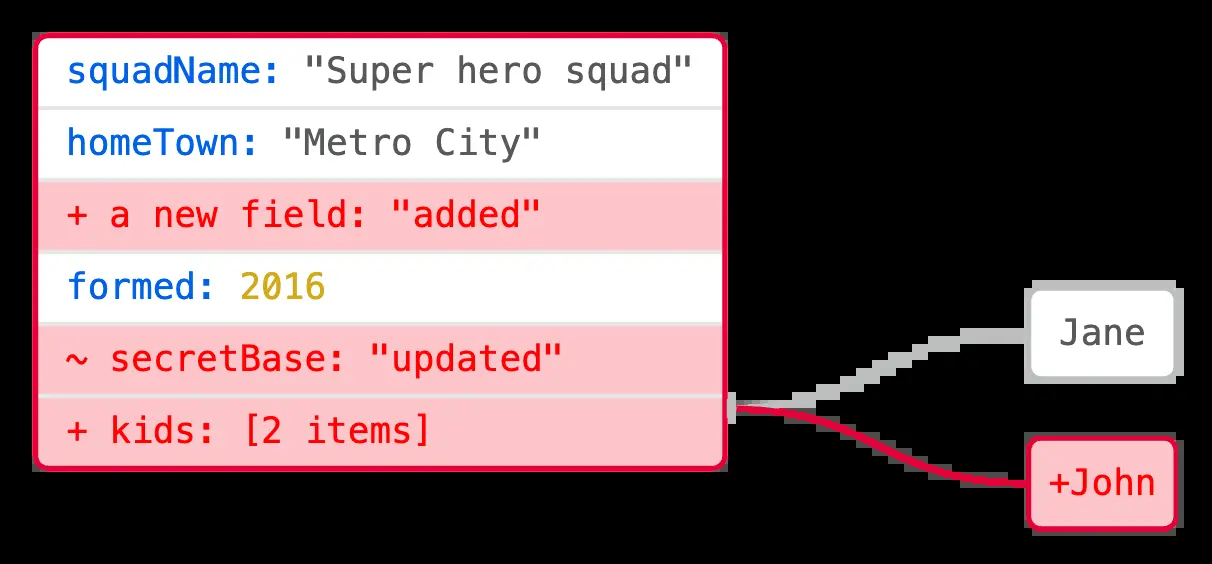 squadName: "Super hero squad"
homeTown: "Metro City"
+ a new field: "added"
formed: 2016
~ secretBase: "updated"
+ kids: [2 items]
Jane
+John